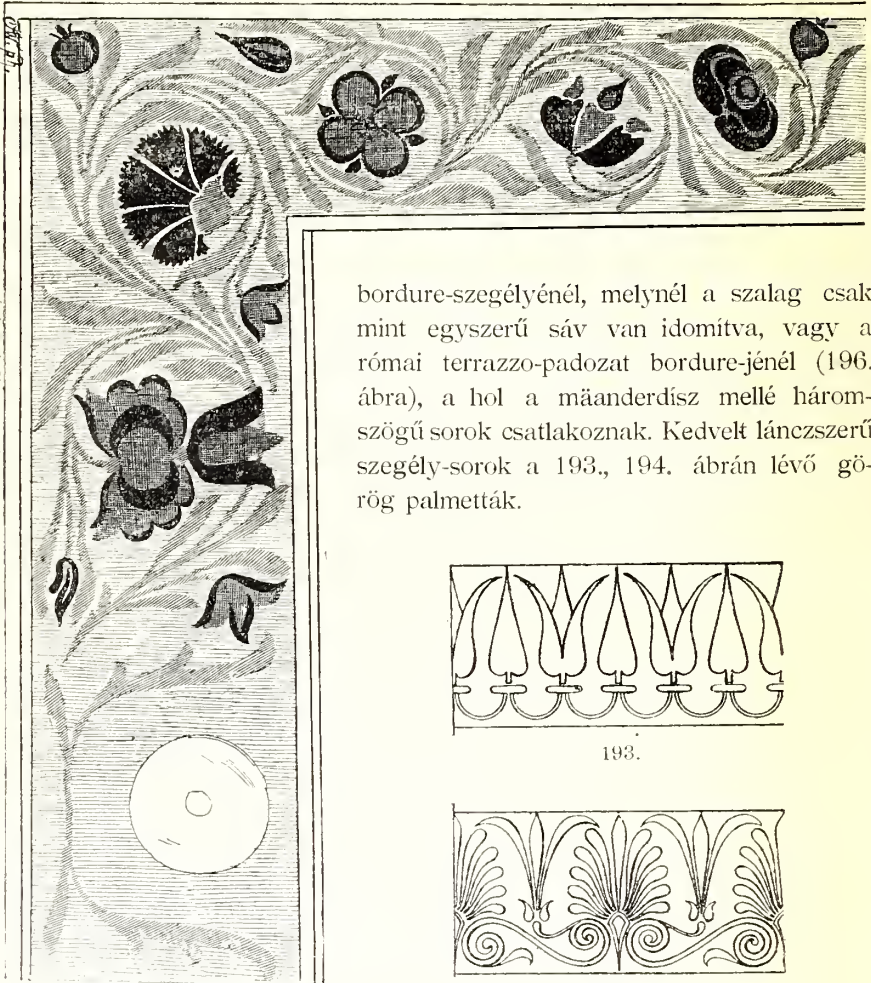 bordure-szegélyénél, melynél a szalag csak
mint egyszerű sáv van idomítva, vagy a
római terrazzo-padozat bordure-jénél (196.
ábra), a hol a mäanderdísz mellé három-
szögű sorok csatlakoznak. Kedvelt lánczszerű
szegély-sorok a 193., 194. ábrán lévő gö-
rög palmetták.
193.